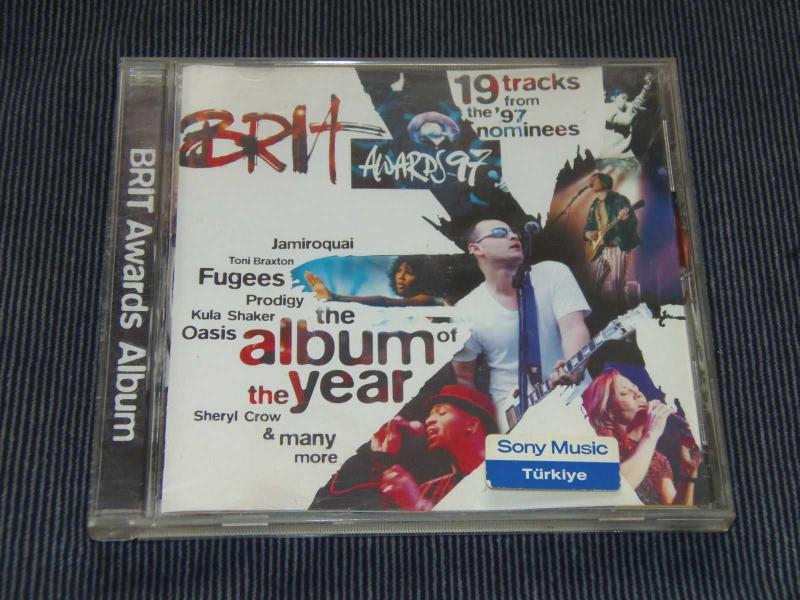 BRIT Awards Album
BRIT
AWARDS 97
19 tracks
from
the '97
nominees
Jamiroquai
Toni Braxton
Fugees
Prodigy
Kula Shaker
Oasis
the
album of
the year
Sheryl Crow
& many
more
Sony Music
Türkiye